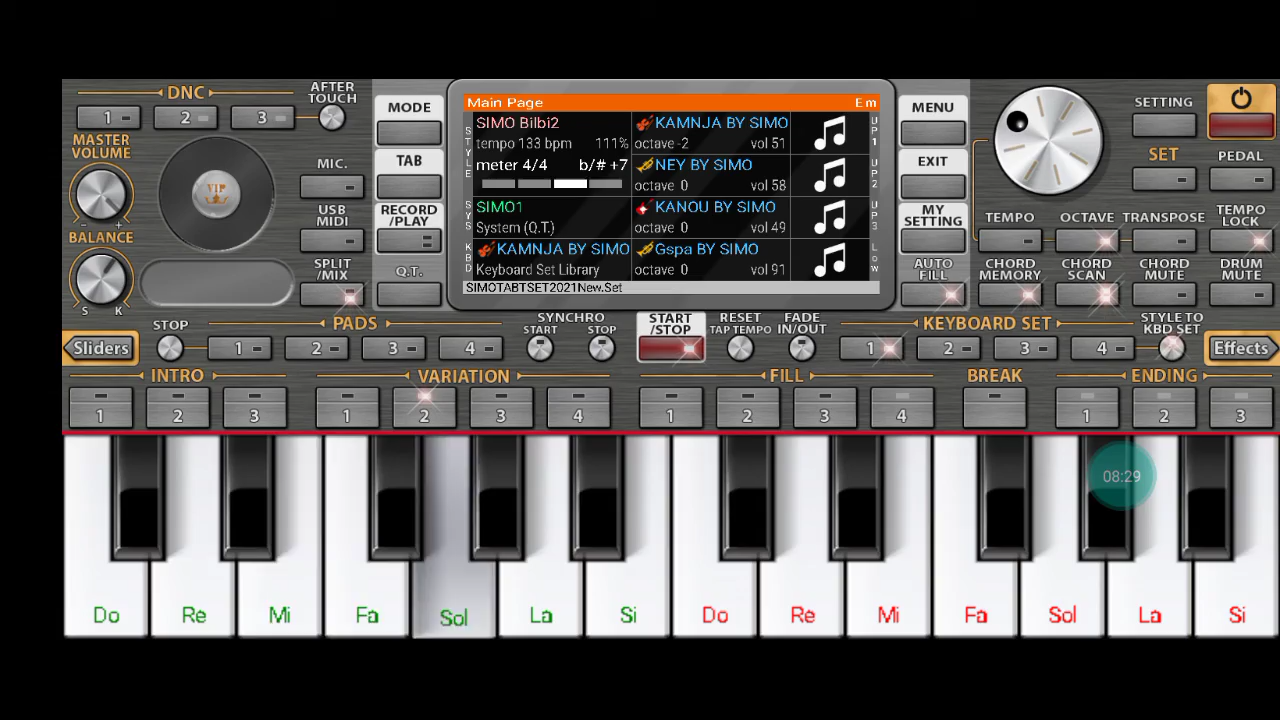 DNC
1
2
3
AFTER
TOUCH
MASTER
VOLUME
- +
BALANCE
S K
VIP
MIC.
USB
MIDI
SPLIT
/MIX
MODE
TAB
RECORD
/PLAY
Q.T.
Main Page Em
STYLE
SIMO Bilbi2
tempo 133 bpm 111%
meter 4/4 b/# +7
SYS
SIMO1
System (Q.T.)
KBD
KAMNJA BY SIMO
Keyboard Set Library
KAMNJA BY SIMO
octave -2 vol 51
UP1
NEY BY SIMO
octave 0 vol 58
UP2
KANOU BY SIMO
octave 0 vol 49
UP3
Gspa BY SIMO
octave 0 vol 91
Low
SIMOTABTSET2021New.Set
MENU
EXIT
MY
SETTING
AUTO
FILL
SETTING
SET
PEDAL
TEMPO
OCTAVE
TRANSPOSE
TEMPO
LOCK
CHORD
MEMORY
CHORD
SCAN
CHORD
MUTE
DRUM
MUTE
Sliders
STOP
PADS
1
2
3
4
SYNCHRO
START
STOP
START
/STOP
RESET
TAP TEMPO
FADE
IN/OUT
KEYBOARD SET
1
2
3
4
STYLE TO
KBD SET
Effects
INTRO
1
2
3
VARIATION
1
2
3
4
FILL
1
2
3
4
BREAK
ENDING
1
2
3
08:29
Do Re Mi Fa Sol La Si Do Re Mi Fa Sol La Si